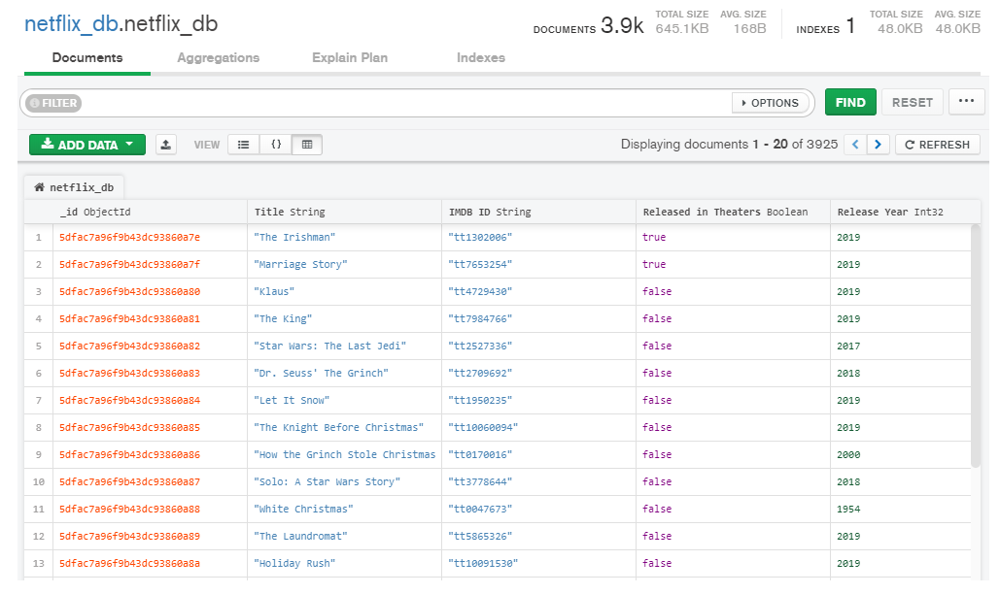 netflix_db.netflix_db
DOCUMENTS 3.9k TOTAL SIZE 645.1KB AVG. SIZE 168B INDEXES 1 TOTAL SIZE 48.0KB AVG. SIZE 48.0KB
Documents Aggregations Explain Plan Indexes
FILTER OPTIONS FIND RESET ...
ADD DATA VIEW {} Displaying documents 1 - 20 of 3925 < > REFRESH
netflix_db
_id ObjectId Title String IMDB ID String Released in Theaters Boolean Release Year Int32
1 5dfac7a96f9b43dc93860a7e "The Irishman" "tt1302006" true 2019
2 5dfac7a96f9b43dc93860a7f "Marriage Story" "tt7653254" true 2019
3 5dfac7a96f9b43dc93860a80 "Klaus" "tt4729430" false 2019
4 5dfac7a96f9b43dc93860a81 "The King" "tt7984766" false 2019
5 5dfac7a96f9b43dc93860a82 "Star Wars: The Last Jedi" "tt2527336" false 2017
6 5dfac7a96f9b43dc93860a83 "Dr. Seuss' The Grinch" "tt2709692" false 2018
7 5dfac7a96f9b43dc93860a84 "Let It Snow" "tt1950235" false 2019
8 5dfac7a96f9b43dc93860a85 "The Knight Before Christmas" "tt10060094" false 2019
9 5dfac7a96f9b43dc93860a86 "How the Grinch Stole Christmas "tt0170016" false 2000
10 5dfac7a96f9b43dc93860a87 "Solo: A Star Wars Story" "tt3778644" false 2018
11 5dfac7a96f9b43dc93860a88 "White Christmas" "tt0047673" false 1954
12 5dfac7a96f9b43dc93860a89 "The Laundromat" "tt5865326" false 2019
13 5dfac7a96f9b43dc93860a8a "Holiday Rush" "tt10091530" false 2019